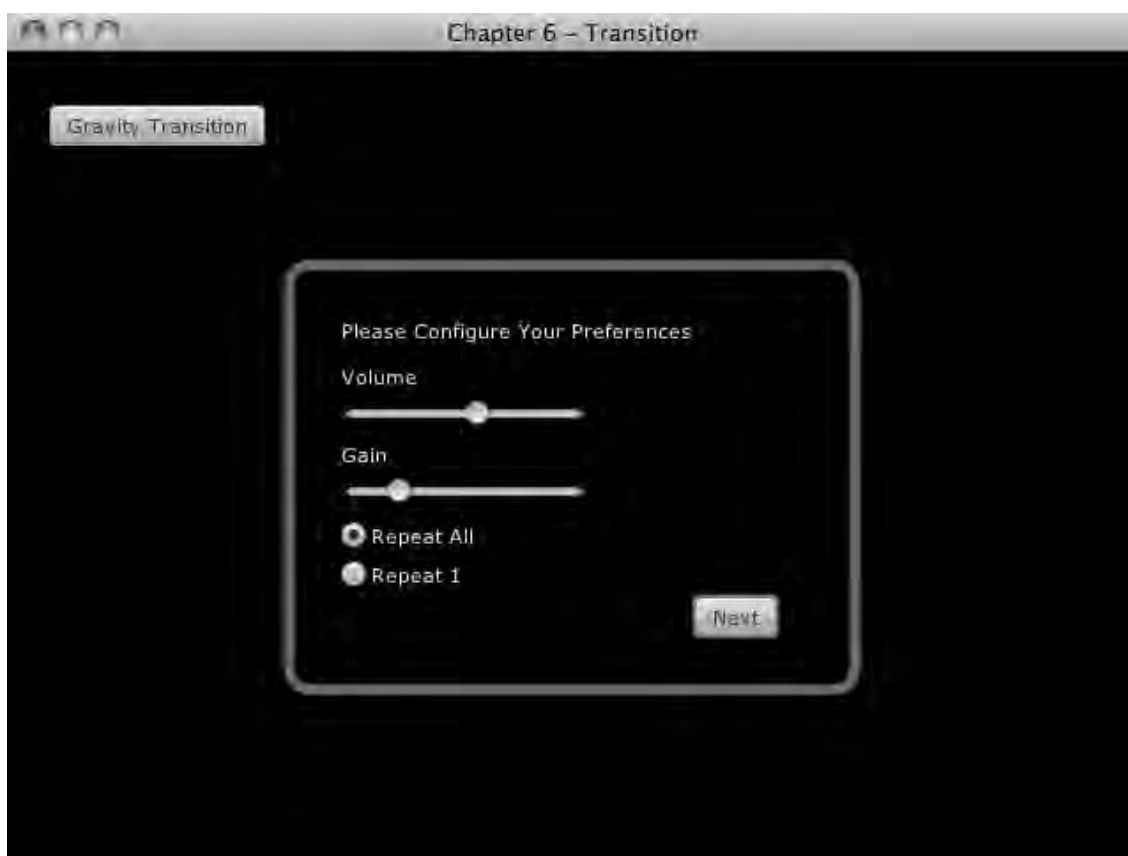 Chapter 6 – Transition
Gravity Transition
Please Configure Your Preferences
Volume
Gain
Repeat All
Repeat 1
Next